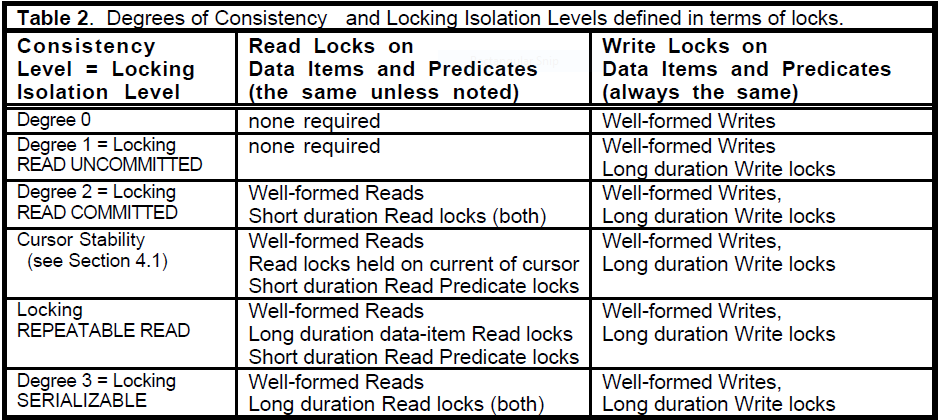 Table 2. Degrees of Consistency and Locking Isolation Levels defined in terms of locks.
Consistency
Level = Locking
Isolation Level
Read Locks on
Data Items and Predicates
(the same unless noted)
Write Locks on
Data Items and Predicates
(always the same)
Degree 0
none required
Well-formed Writes
Degree 1 = Locking
READ UNCOMMITTED
none required
Well-formed Writes
Long duration Write locks
Degree 2 = Locking
READ COMMITTED
Well-formed Reads
Short duration Read locks (both)
Well-formed Writes,
Long duration Write locks
Cursor Stability
(see Section 4.1)
Well-formed Reads
Read locks held on current of cursor
Short duration Read Predicate locks
Well-formed Writes,
Long duration Write locks
Locking
REPEATABLE READ
Well-formed Reads
Long duration data-item Read locks
Short duration Read Predicate locks
Well-formed Writes,
Long duration Write locks
Degree 3 = Locking
SERIALIZABLE
Well-formed Reads
Long duration Read locks (both)
Well-formed Writes,
Long duration Write locks